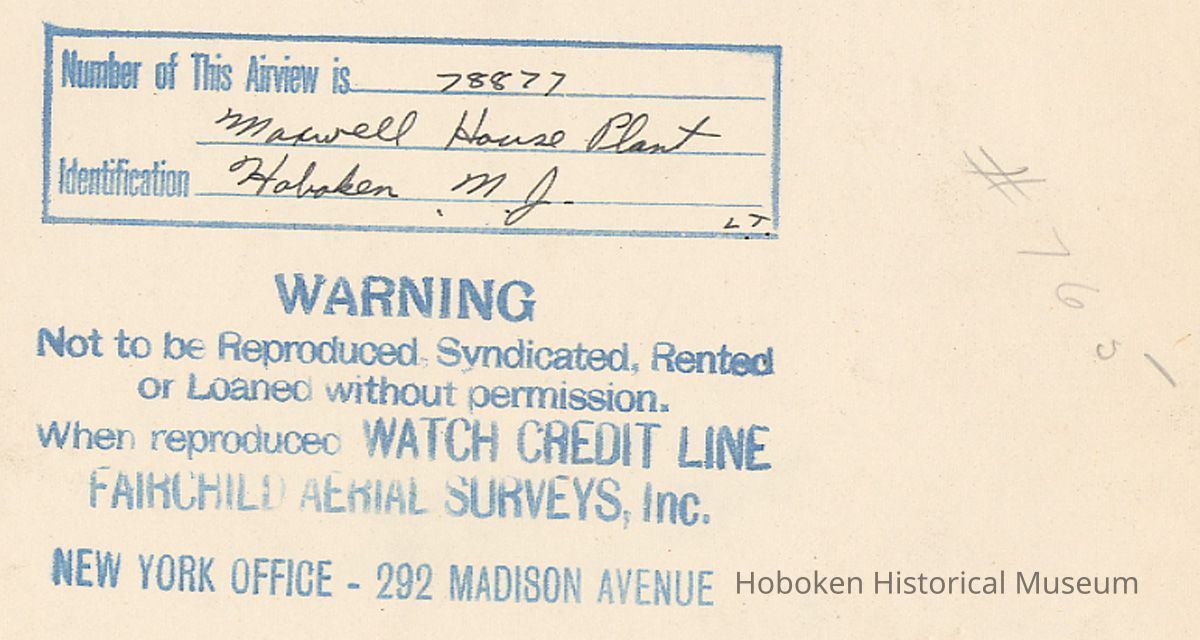 Number of This Airview is 78877
Maxwell House Plant
Identification Hoboken N.J.
L.T.
WARNING
Not to be Reproduced, Syndicated, Rented
or Loaned without permission.
When reproduced WATCH CREDIT LINE
FAIRCHILD AERIAL SURVEYS, Inc.
NEW YORK OFFICE - 292 MADISON AVENUE
Hoboken Historical Museum
# 765 /